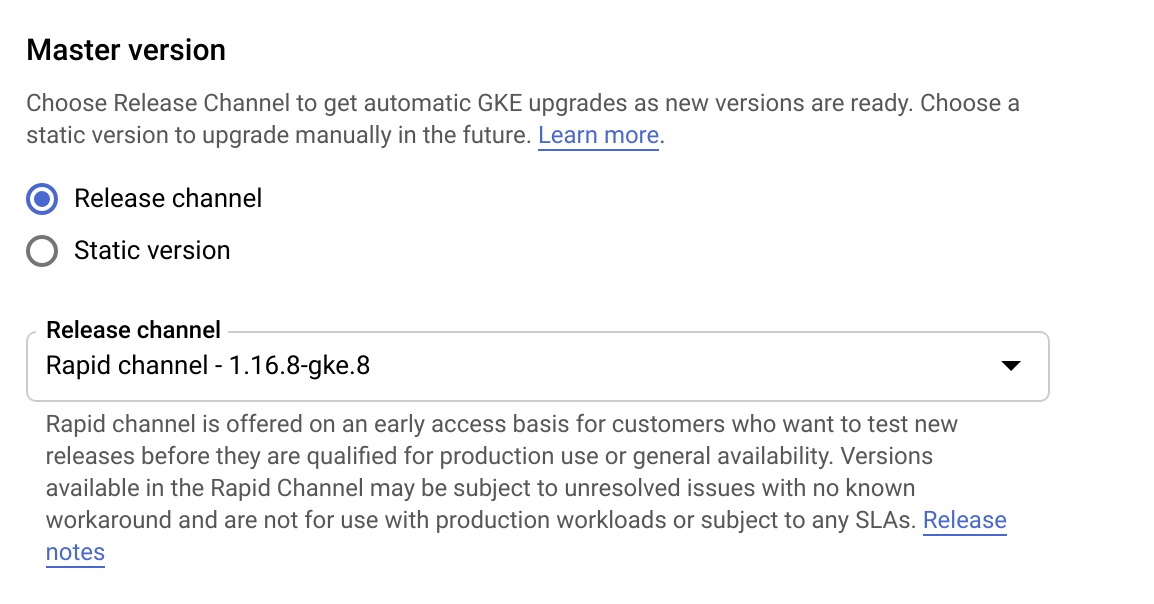 Master version
Choose Release Channel to get automatic GKE upgrades as new versions are ready. Choose a
static version to upgrade manually in the future. Learn more.
Release channel
Static version
Release channel
Rapid channel - 1.16.8-gke.8
Rapid channel is offered on an early access basis for customers who want to test new
releases before they are qualified for production use or general availability. Versions
available in the Rapid Channel may be subject to unresolved issues with no known
workaround and are not for use with production workloads or subject to any SLAs. Release
notes